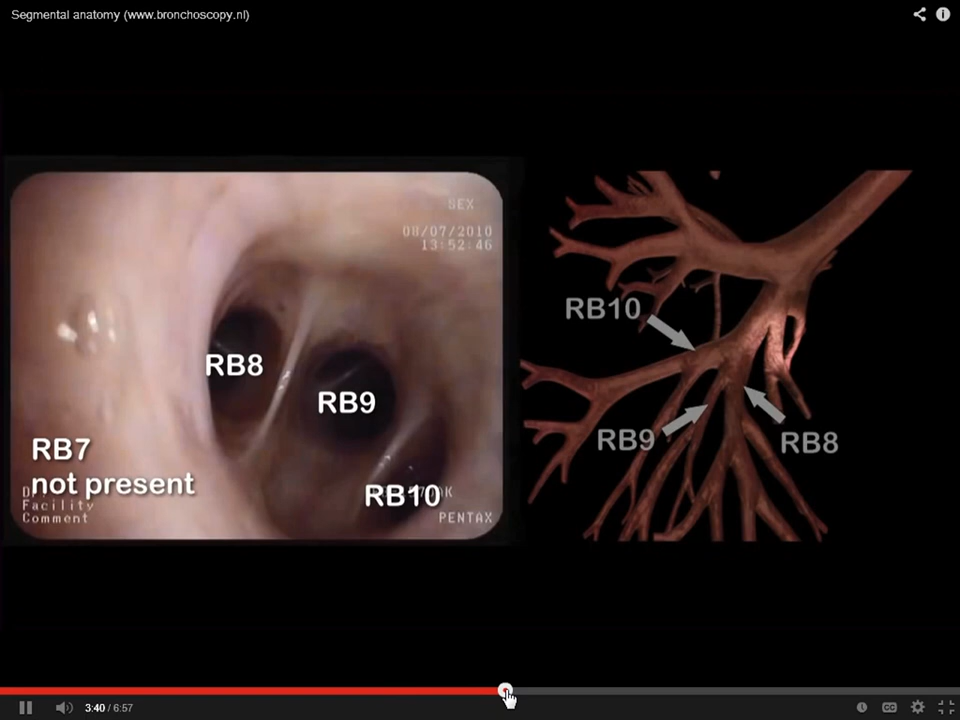 Segmental anatomy (www.bronchoscopy.nl)
SEX
08/07/2010
13:52:46
RB8
RB9
RB7
not present
RB10
Facility
Comment
PENTAX
RB10
RB9
RB8
3:40 / 6:57
CC